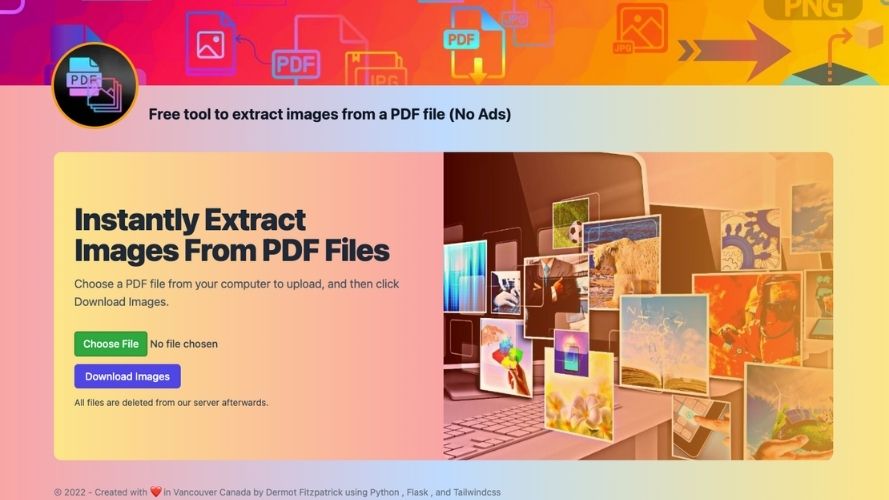 PNG
JPG
PDF
PDF
JPG
JPG
PDF
Free tool to extract images from a PDF file (No Ads)
Instantly Extract
Images From PDF Files
Choose a PDF file from your computer to upload, and then click
Download Images.
Choose File No file chosen
Download Images
All files are deleted from our server afterwards.
© 2022 - Created with ❤️ in Vancouver Canada by Dermot Fitzpatrick using Python , Flask , and Tailwindcss